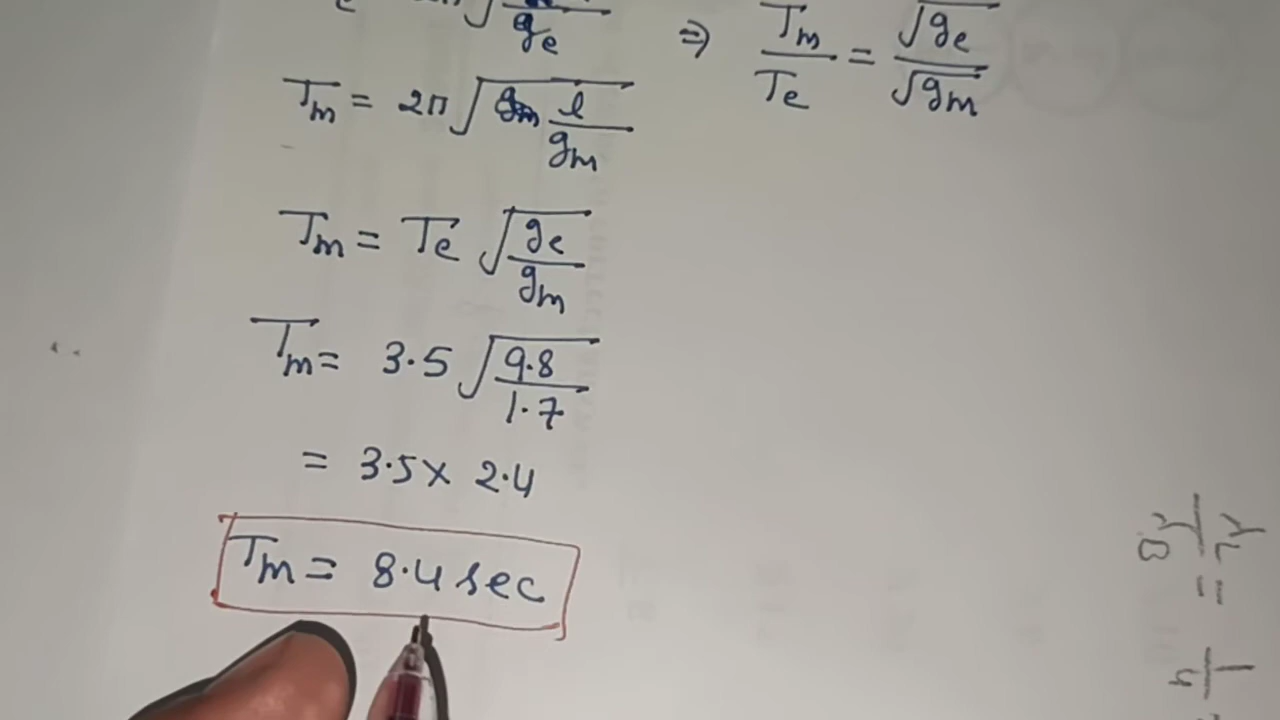 √ge
⇒ Tm/Te = √ge/√gm
Tm = 2π√l/gm
Tm = Te √ge/gm
Tm = 3.5 √9.8/1.7
= 3.5 x 2.4
Tm = 8.4 sec